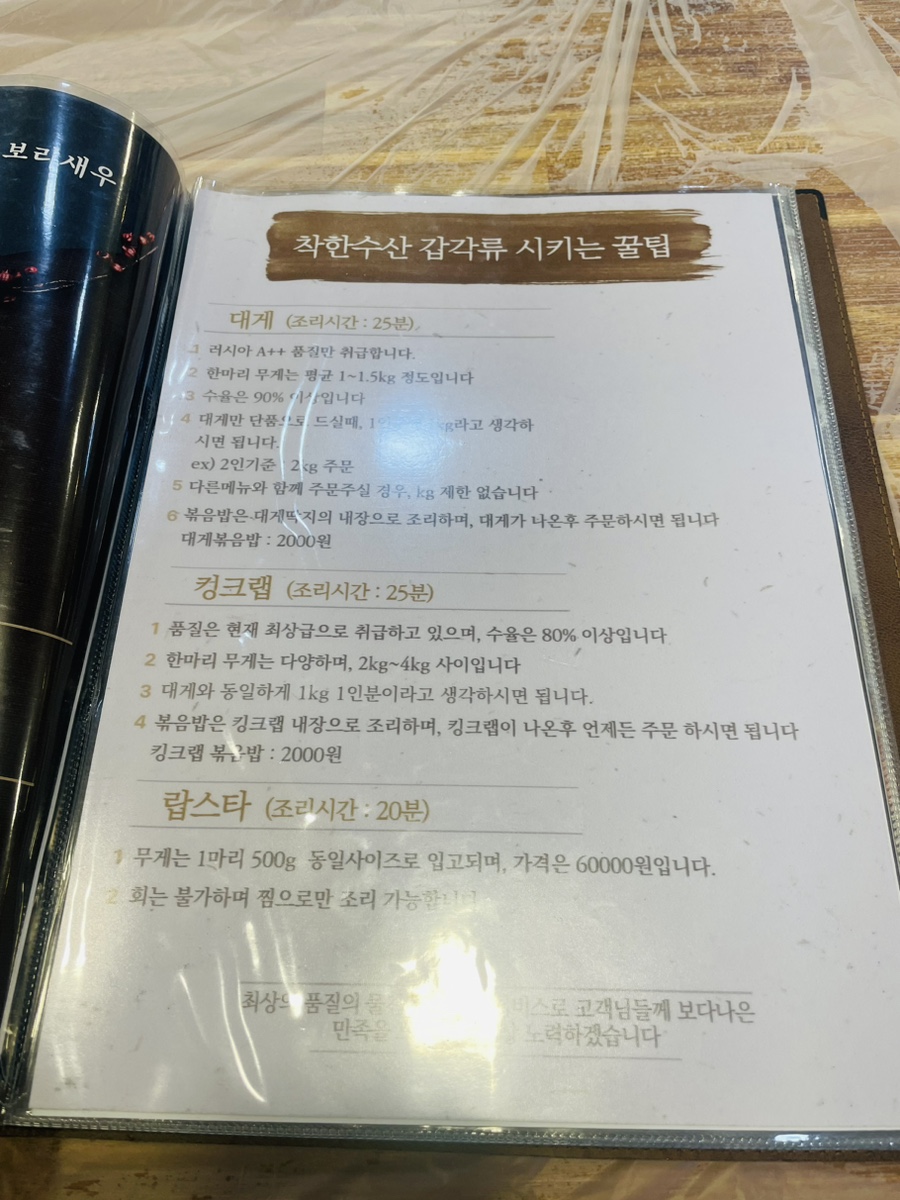 보리새우
착한수산 갑각류 시키는 꿀팁
대게 (조리시간 : 25분)
1 러시아 A++ 품질만 취급합니다.
2 한마리 무게는 평균 1~1.5kg 정도입니다
3 수율은 90% 이상입니다
4 대게만 단품으로 드실때, kg라고 생각하
시면 됩니다.
ex) 2인기준 : 2kg 주문
5 다른메뉴와 함께 주문주실 경우, kg 제한 없습니다
6 볶음밥은 대게딱지의 내장으로 조리하며, 대게가 나온후 주문하시면 됩니다
대게볶음밥 : 2000원
킹크랩 (조리시간 : 25분)
1 품질은 현재 최상급으로 취급하고 있으며, 수율은 80% 이상입니다
2 한마리 무게는 다양하며, 2kg~4kg 사이입니다
3 대게와 동일하게 1kg 1인분이라고 생각하시면 됩니다.
4 볶음밥은 킹크랩 내장으로 조리하며, 킹크랩이 나온후 언제든 주문 하시면 됩니다
킹크랩 볶음밥 : 2000원
랍스타 (조리시간 : 20분)
1 무게는 1마리 500g 동일사이즈로 입고되며, 가격은 60000원입니다.
2 회는 불가하며 찜으로만 조리 가능합니다
최상의 품질의 고객님들께 보다나은
만족을 노력하겠습니다